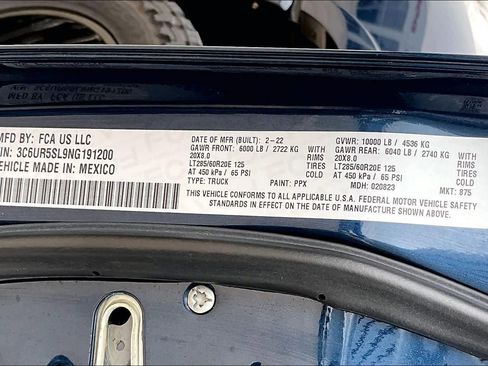 MFD BY: FCA US LLC
VIN: 3C6UR5SL9NG191200
VEHICLE MADE IN: MEXICO
DATE OF MFR (BUILT): 2-22
GAWR FRONT: 6000 LB / 2722 KG
20X8.0 WITH RIMS
LT285/60R20E 125 TIRES
AT 450 kPa / 65 PSI COLD
TYPE: TRUCK PAINT: PPX
GVWR: 10000 LB / 4536 KG
GAWR REAR: 6040 LB / 2740 KG
20X8.0 WITH RIMS
LT285/60R20E 125 TIRES
AT 450 kPa / 65 PSI COLD
MDH: 020823 MKT: 875
THIS VEHICLE CONFORMS TO ALL APPLICABLE U.S.A. FEDERAL MOTOR VEHICLE SAFETY
STANDARDS IN EFFECT ON THE DATE OF MANUFACTURE SHOWN ABOVE.